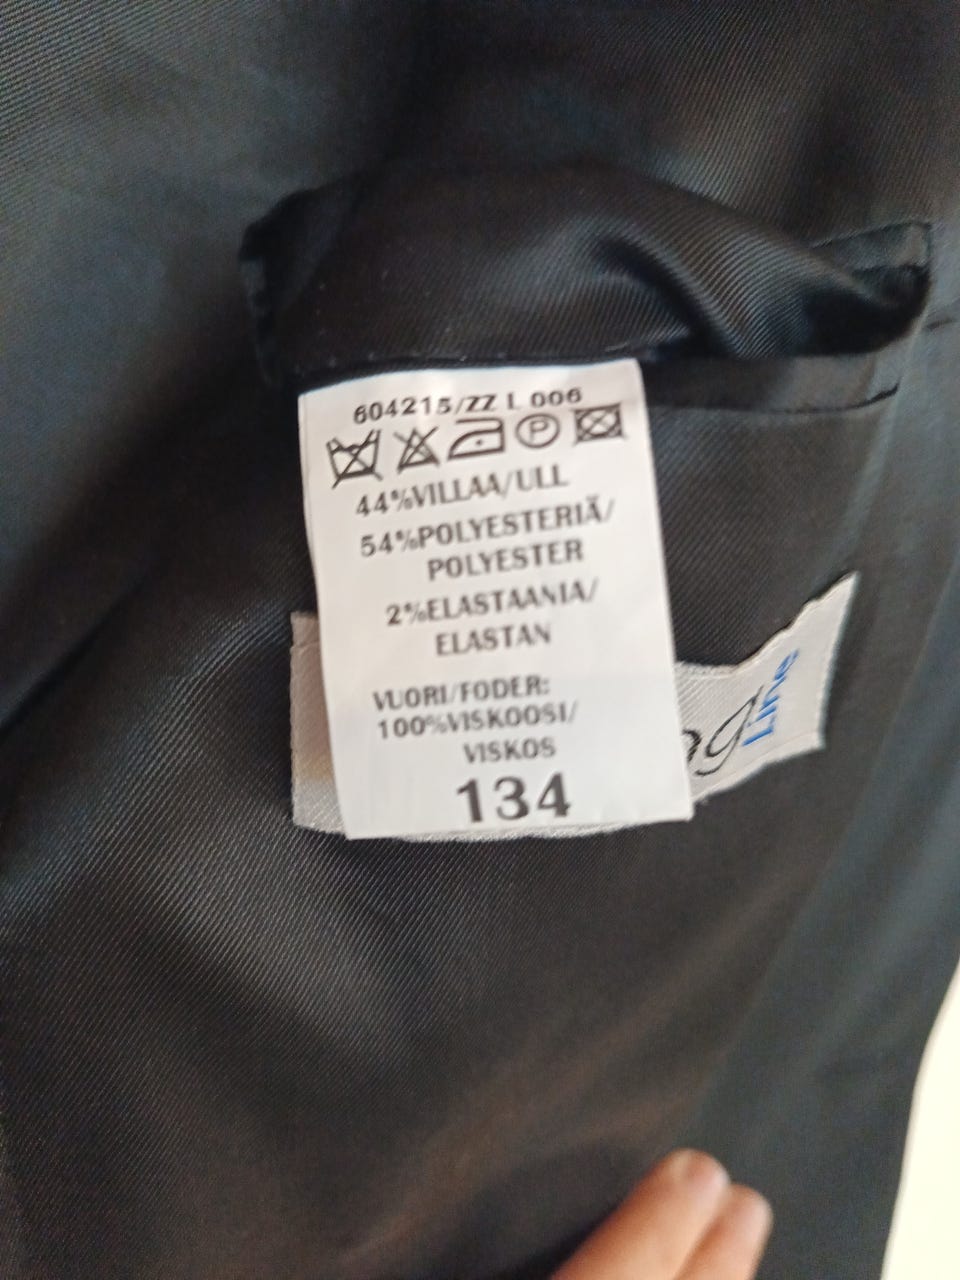 604215/ZZ L 006
P
44%VILLAA/ULL
54%POLYESTERIÄ/
POLYESTER
2%ELASTAANIA/
ELASTAN
VUORI/FODER:
100%VISKOOSI/
VISKOS
134
Line